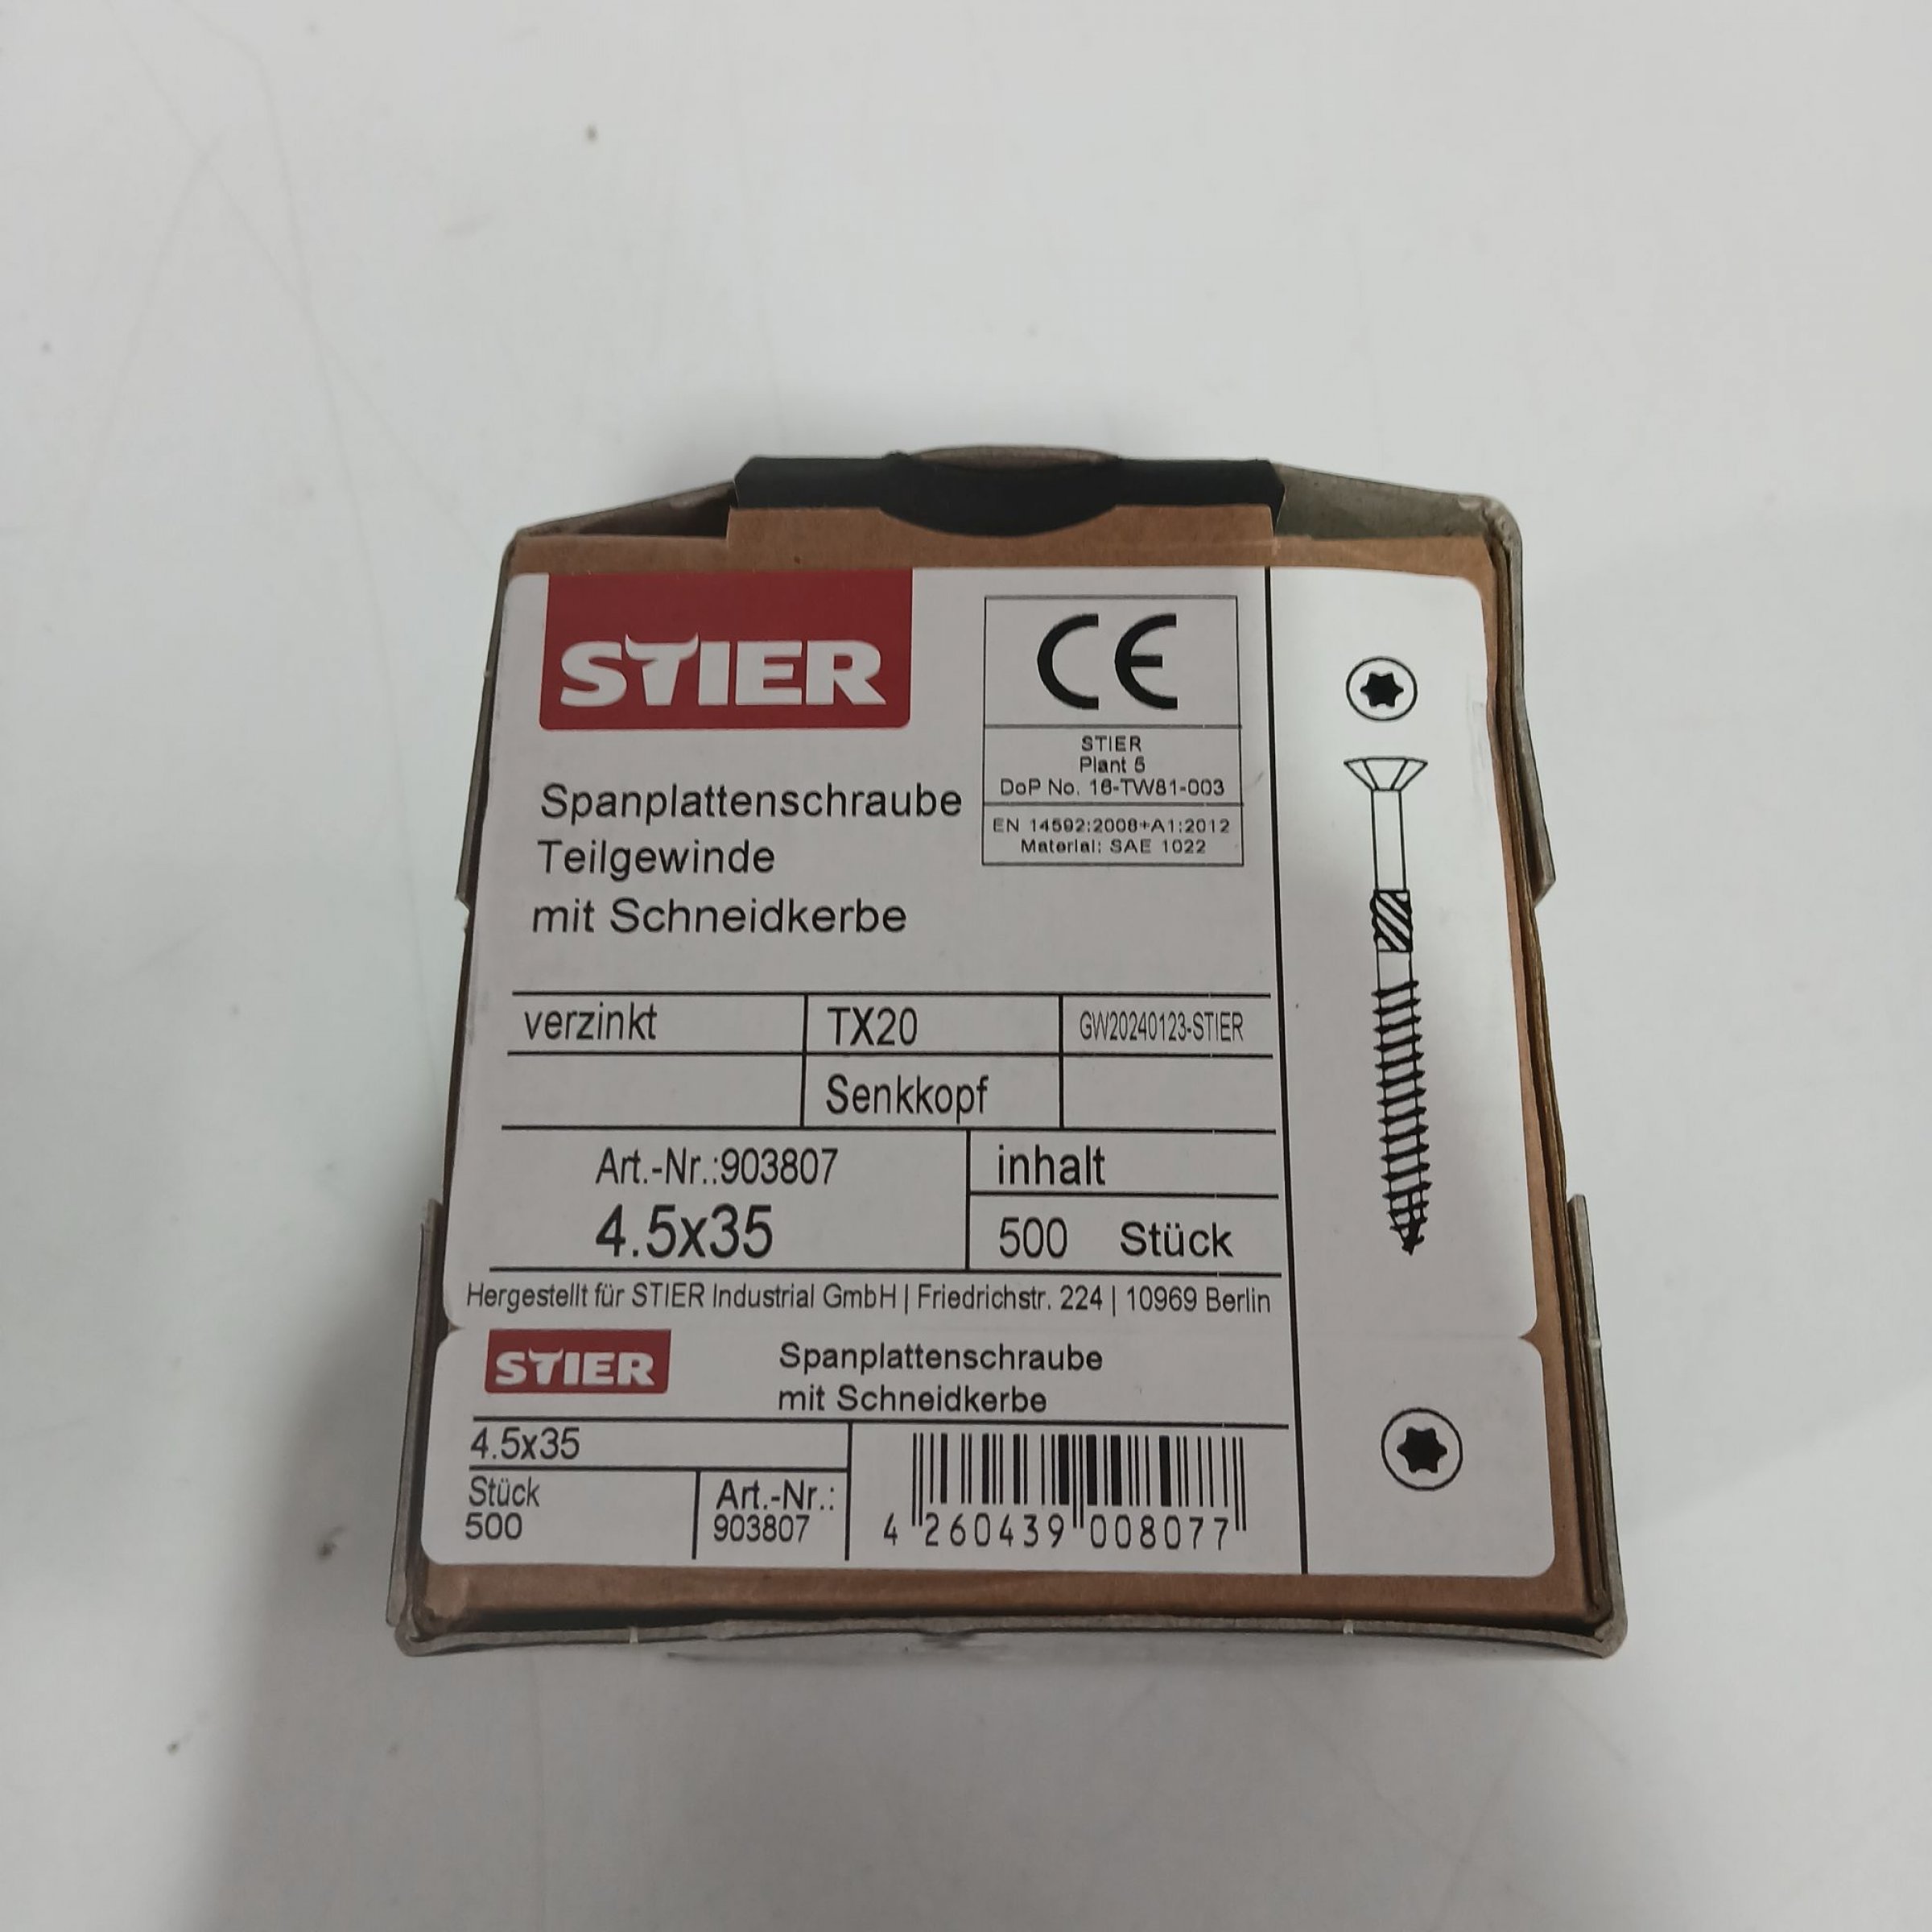 STIER
CE
STIER
Plant 5
DoP No. 16-TW81-003
EN 14592:2008+A1:2012
Material: SAE 1022
Spanplattenschraube
Teilgewinde
mit Schneidkerbe
verzinkt TX20 GW20240123-STIER
Senkkopf
Art.-Nr.:903807
4.5x35
inhalt
500 Stück
Hergestellt für STIER Industrial GmbH | Friedrichstr. 224 | 10969 Berlin
STIER
Spanplattenschraube
mit Schneidkerbe
4.5x35
Stück
500
Art.-Nr.:
903807
4 260439 008077